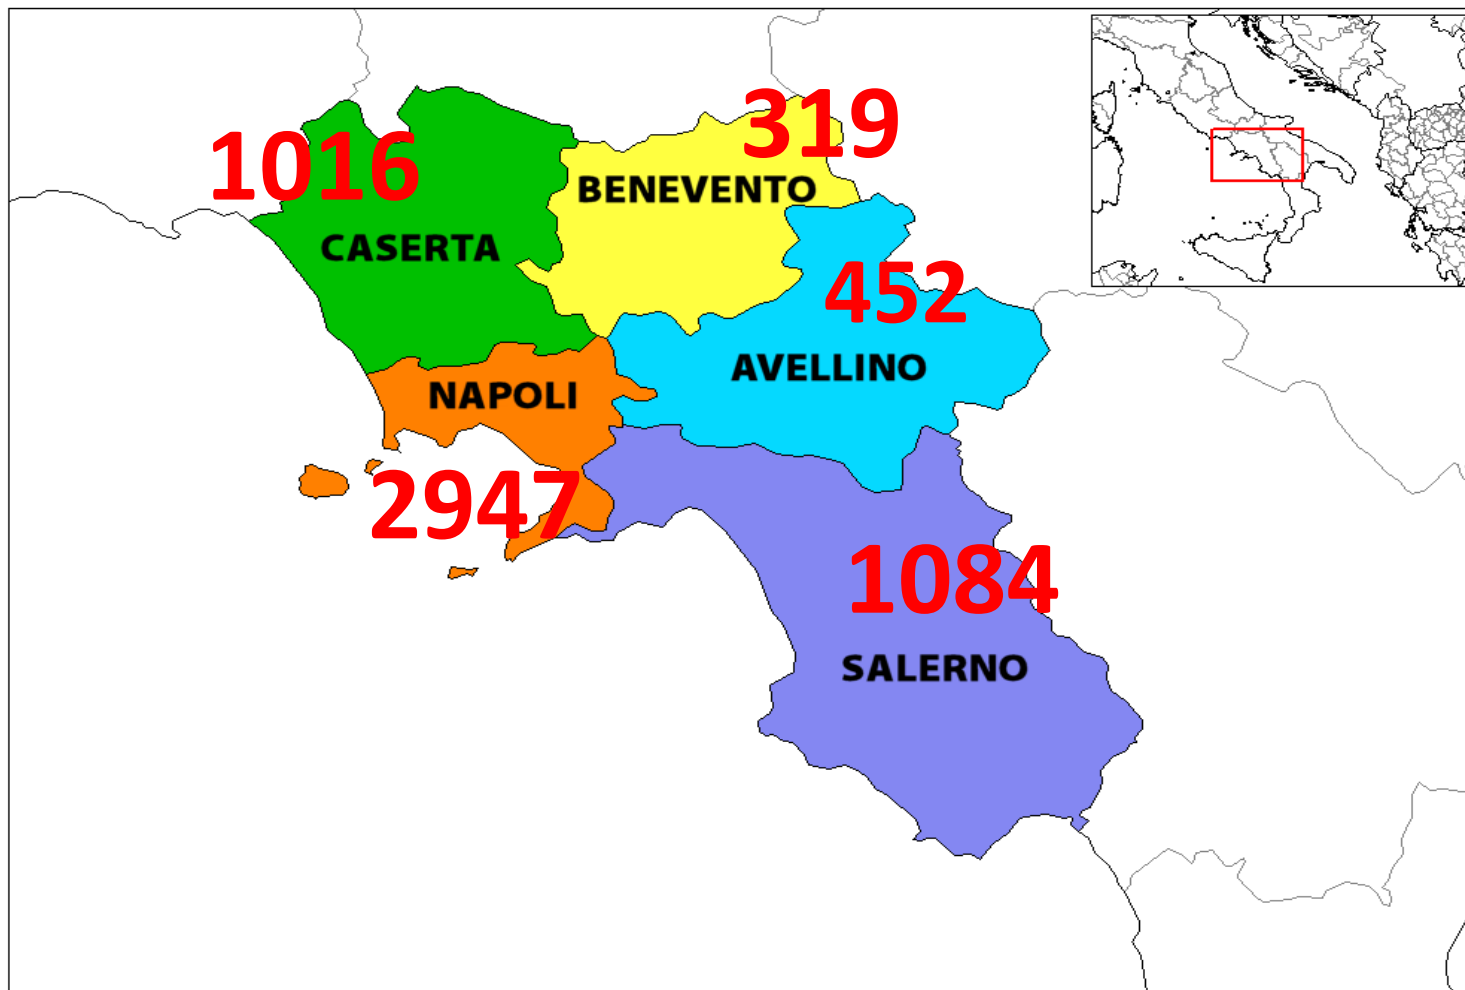 319
1016
BENEVENTO
CASERTA
452
AVELLINO
NAPOLI
2947
1084
SALERNO